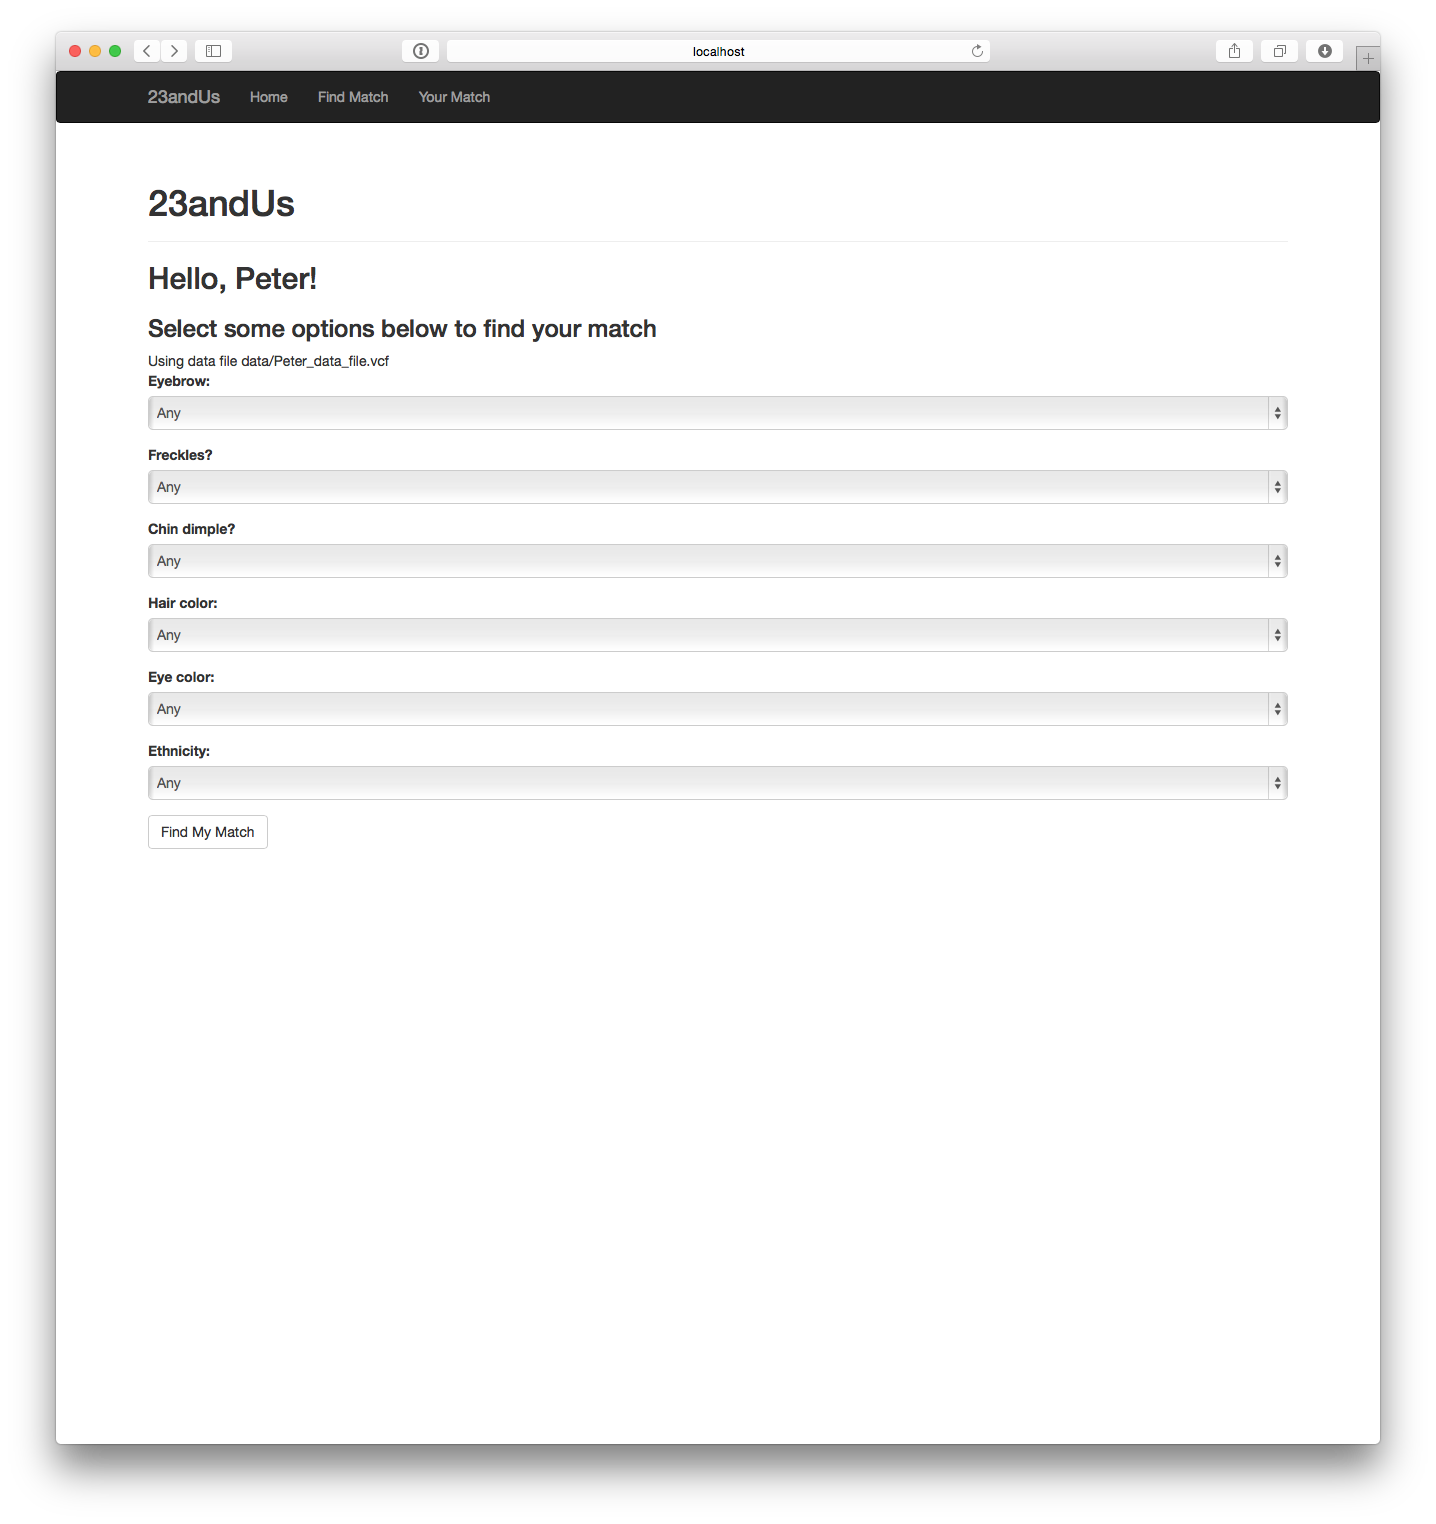 localhost
23andUs Home Find Match Your Match
23andUs
Hello, Peter!
Select some options below to find your match
Using data file data/Peter_data_file.vcf
Eyebrow:
Any
Freckles?
Any
Chin dimple?
Any
Hair color:
Any
Eye color:
Any
Ethnicity:
Any
Find My Match